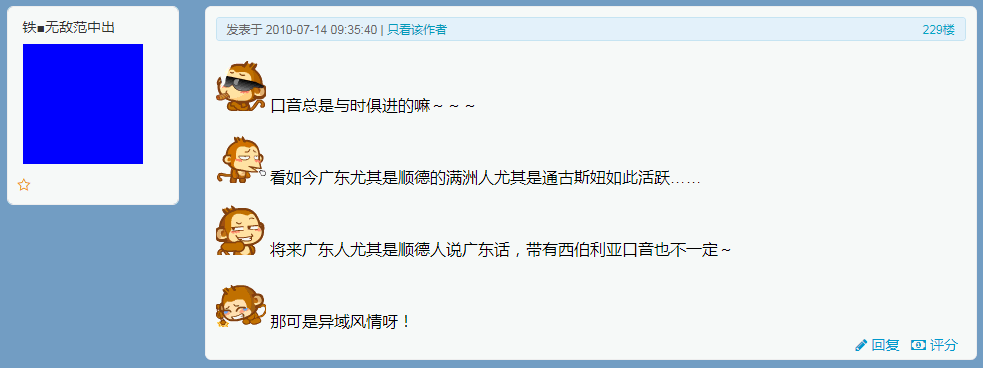 铁■无敌范中出
发表于 2010-07-14 09:35:40 | 只看该作者
229楼
口音总是与时俱进的嘛～～～
看如今广东尤其是顺德的满洲人尤其是通古斯妞如此活跃……
将来广东人尤其是顺德人说广东话，带有西伯利亚口音也不一定～
那可是异域风情呀！
回复 评分